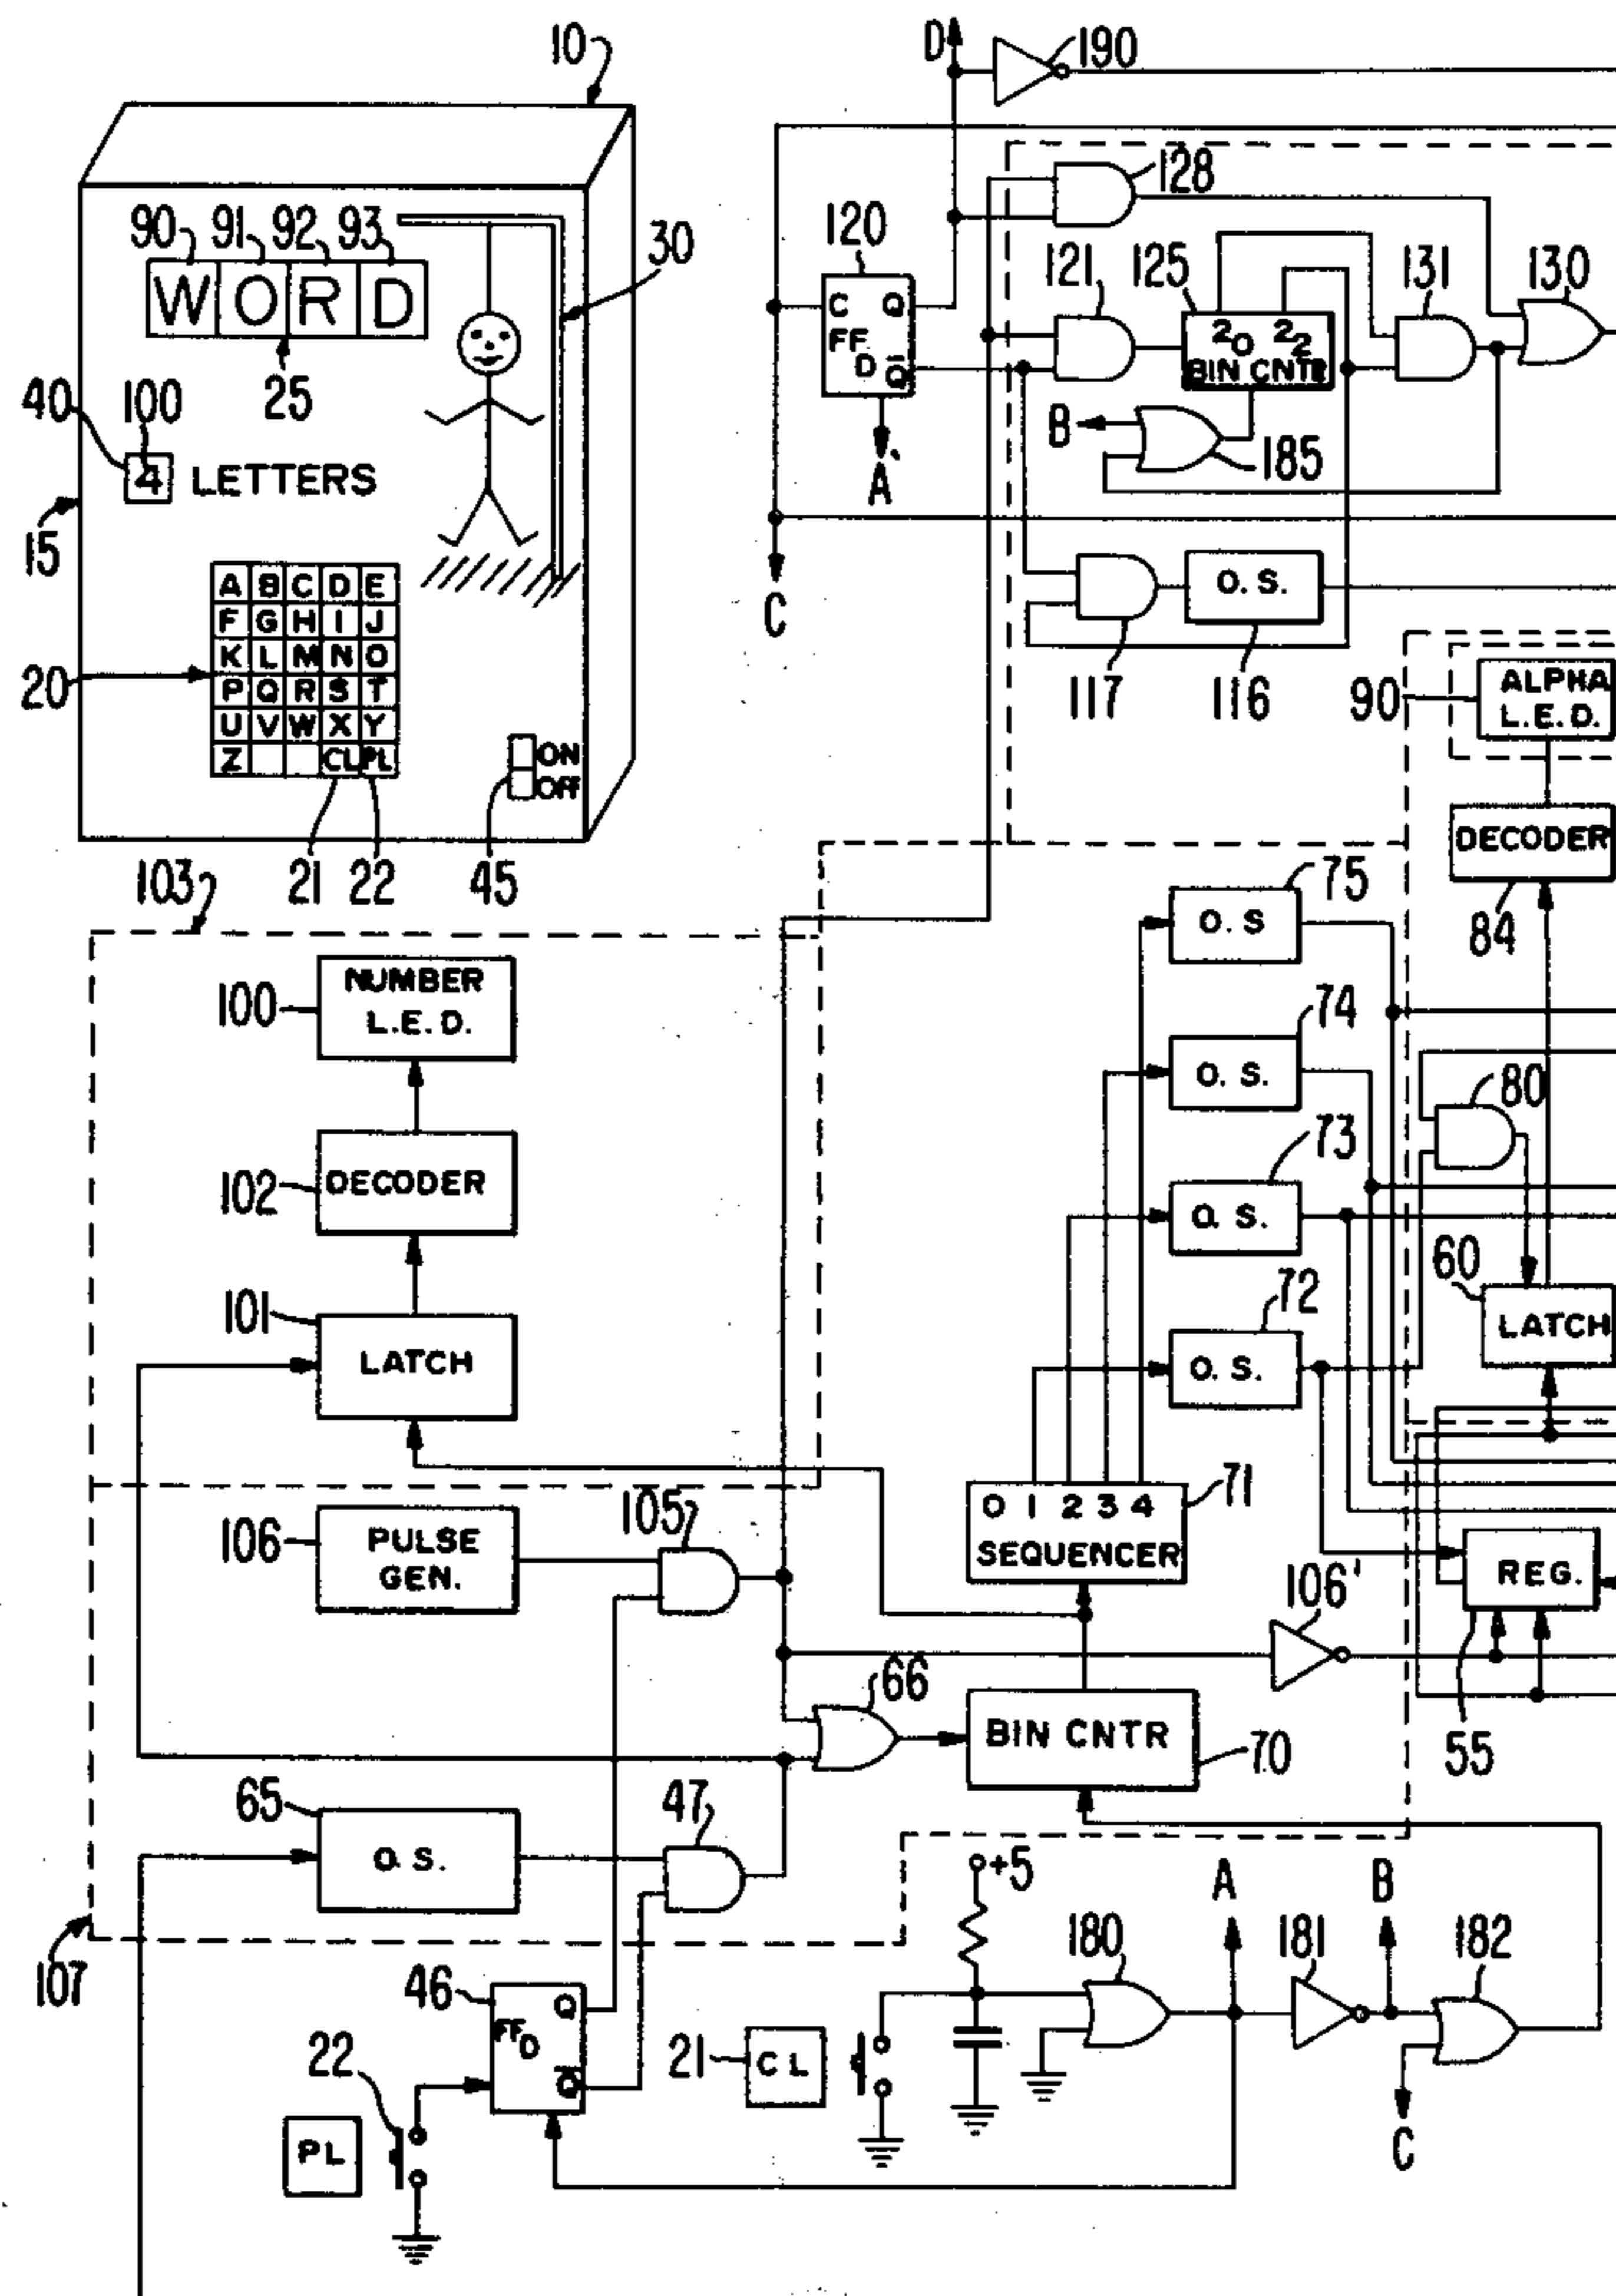 10
90 91 92 93
W O R D
25
30
40
100
4 LETTERS
15
20
A B C D E
F G H I J
K L M N O
P Q R S T
U V W X Y
Z CL PL
ON
OFF
21 22 45
D
190
128
120
C Q
FF
D Q̅
A'
121
125
2₀ 2₂
BIN CNTR
131
130
B
185
C
117
O. S.
116
90
ALPHA
L.E.D.
DECODER
84
103
100
NUMBER
L.E.D.
102
DECODER
101
LATCH
75
O. S
74
O. S.
73
O. S.
72
O. S.
80
60
LATCH
0 1 2 3 4
SEQUENCER
71
106
PULSE
GEN.
105
106'
REG.
55
66
BIN CNTR
70
65
O. S.
47
107
46
Q
FF
D
Q̅
22
PL
+5
21
CL
180
A
181
B
182
C